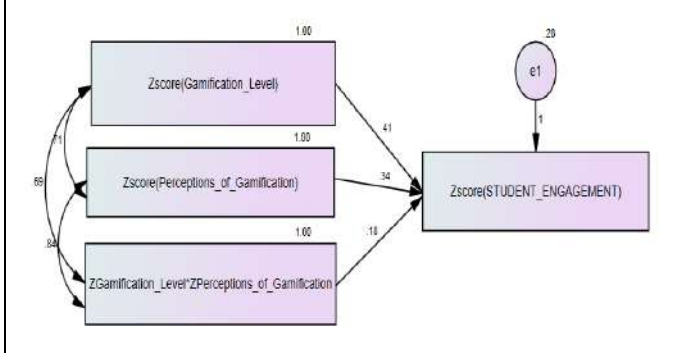 1.00
.28
e1
Zscore(Gamification_Level)
1.00
.71
.41
1
Zscore(Perceptions_of_Gamification)
.34
Zscore(STUDENT_ENGAGEMENT)
.69
1.00
.18
.84
ZGamification_Level*ZPerceptions_of_Gamification